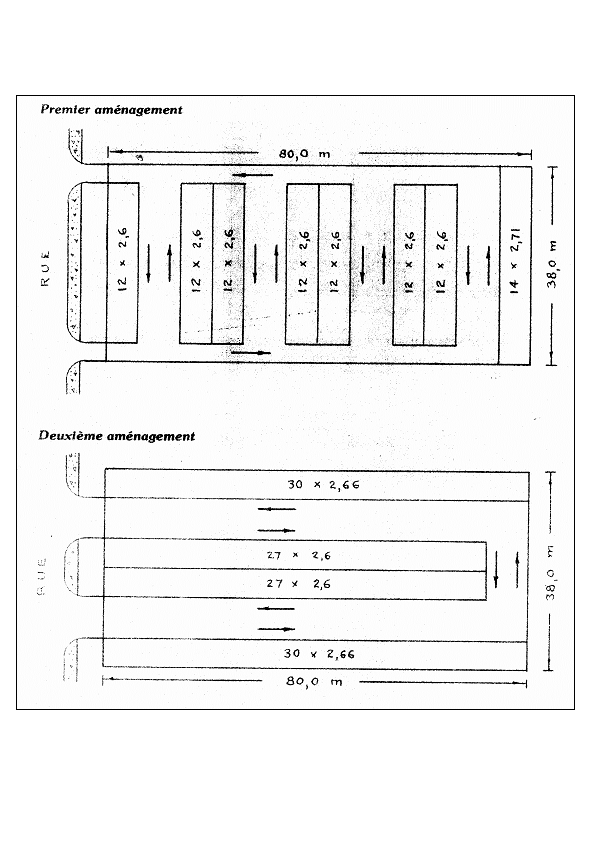 Premier aménagement
80,0 m
RUE
12 x 2,6
12 x 2,6
12 x 2,6
12 x 2,6
12 x 2,6
12 x 2,6
12 x 2,6
14 x 2,71
38,0 m
Deuxième aménagement
30 x 2,66
RUE
27 x 2,6
27 x 2,6
38,0 m
30 x 2,66
80,0 m